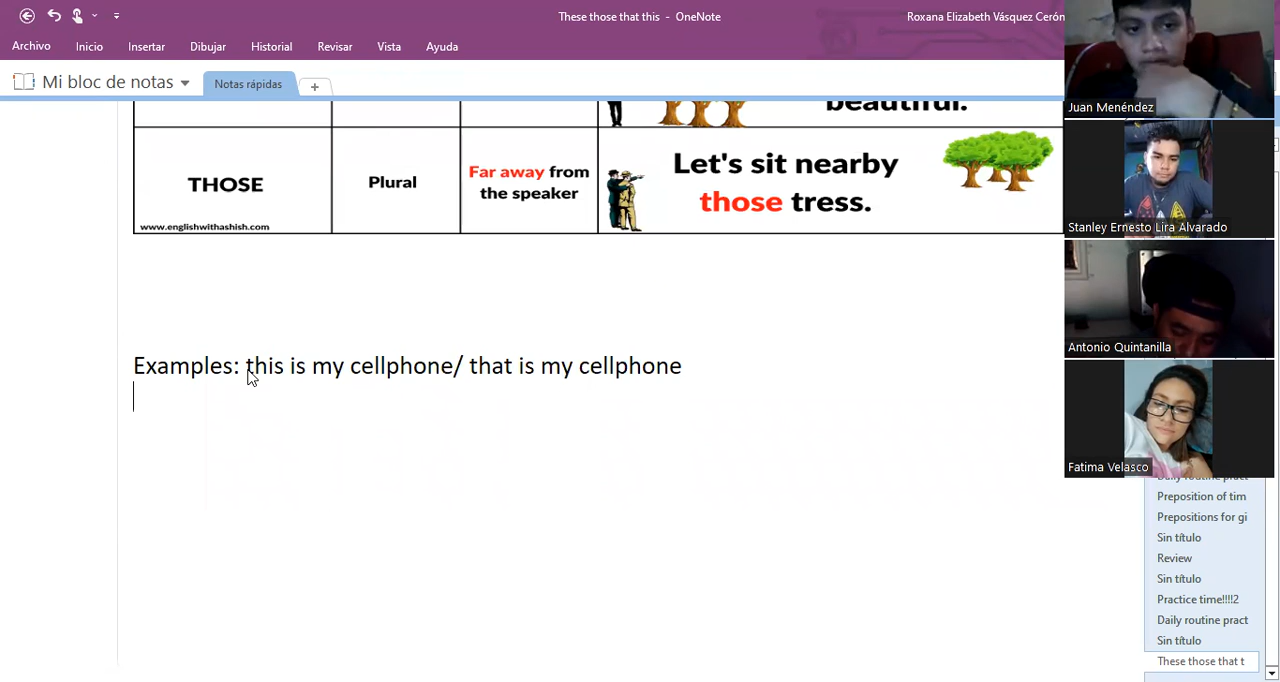 These those that this - OneNote
Roxana Elizabeth Vásquez Cerón
Archivo Inicio Insertar Dibujar Historial Revisar Vista Ayuda
Mi bloc de notas Notas rápidas +
beautiful.
THOSE
Plural
Far away from
the speaker
Let's sit nearby
those tress.
www.englishwithashish.com
Examples: this is my cellphone/ that is my cellphone
Juan Menéndez
Stanley Ernesto Lira Alvarado
Antonio Quintanilla
Fatima Velasco
Daily routine pract
Preposition of tim
Prepositions for gi
Sin título
Review
Sin título
Practice time!!!!2
Daily routine pract
Sin título
These those that t